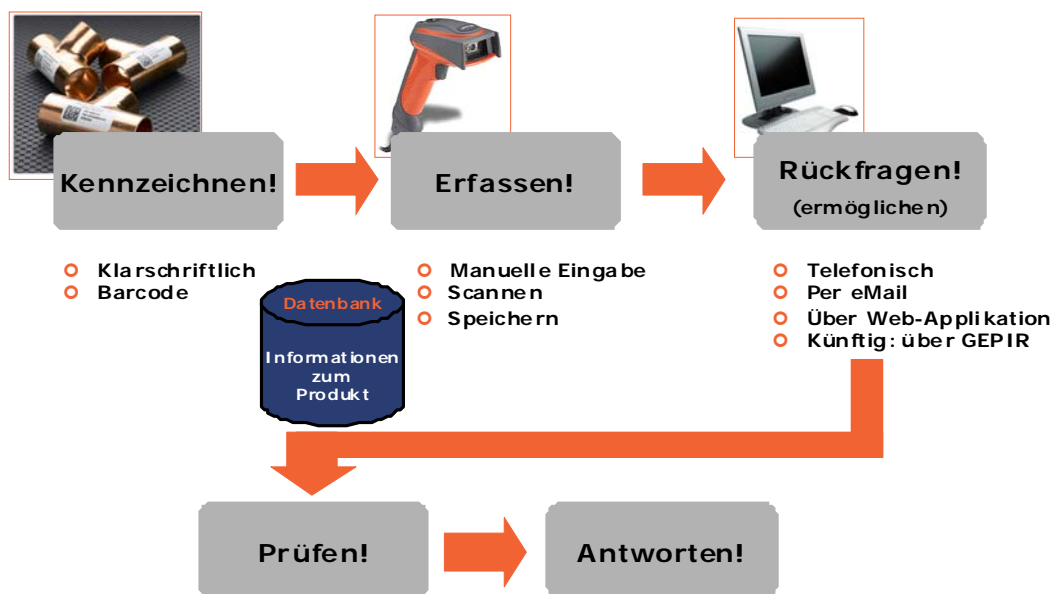 Kennzeichnen!
Erfassen!
Rückfragen!
(ermöglichen)
Klarschriftlich
Barcode
Datenbank
Informationen
zum
Produkt
Manuelle Eingabe
Scannen
Speichern
Telefonisch
Per eMail
Über Web-Applikation
Künftig: über GEPIR
Prüfen!
Antworten!